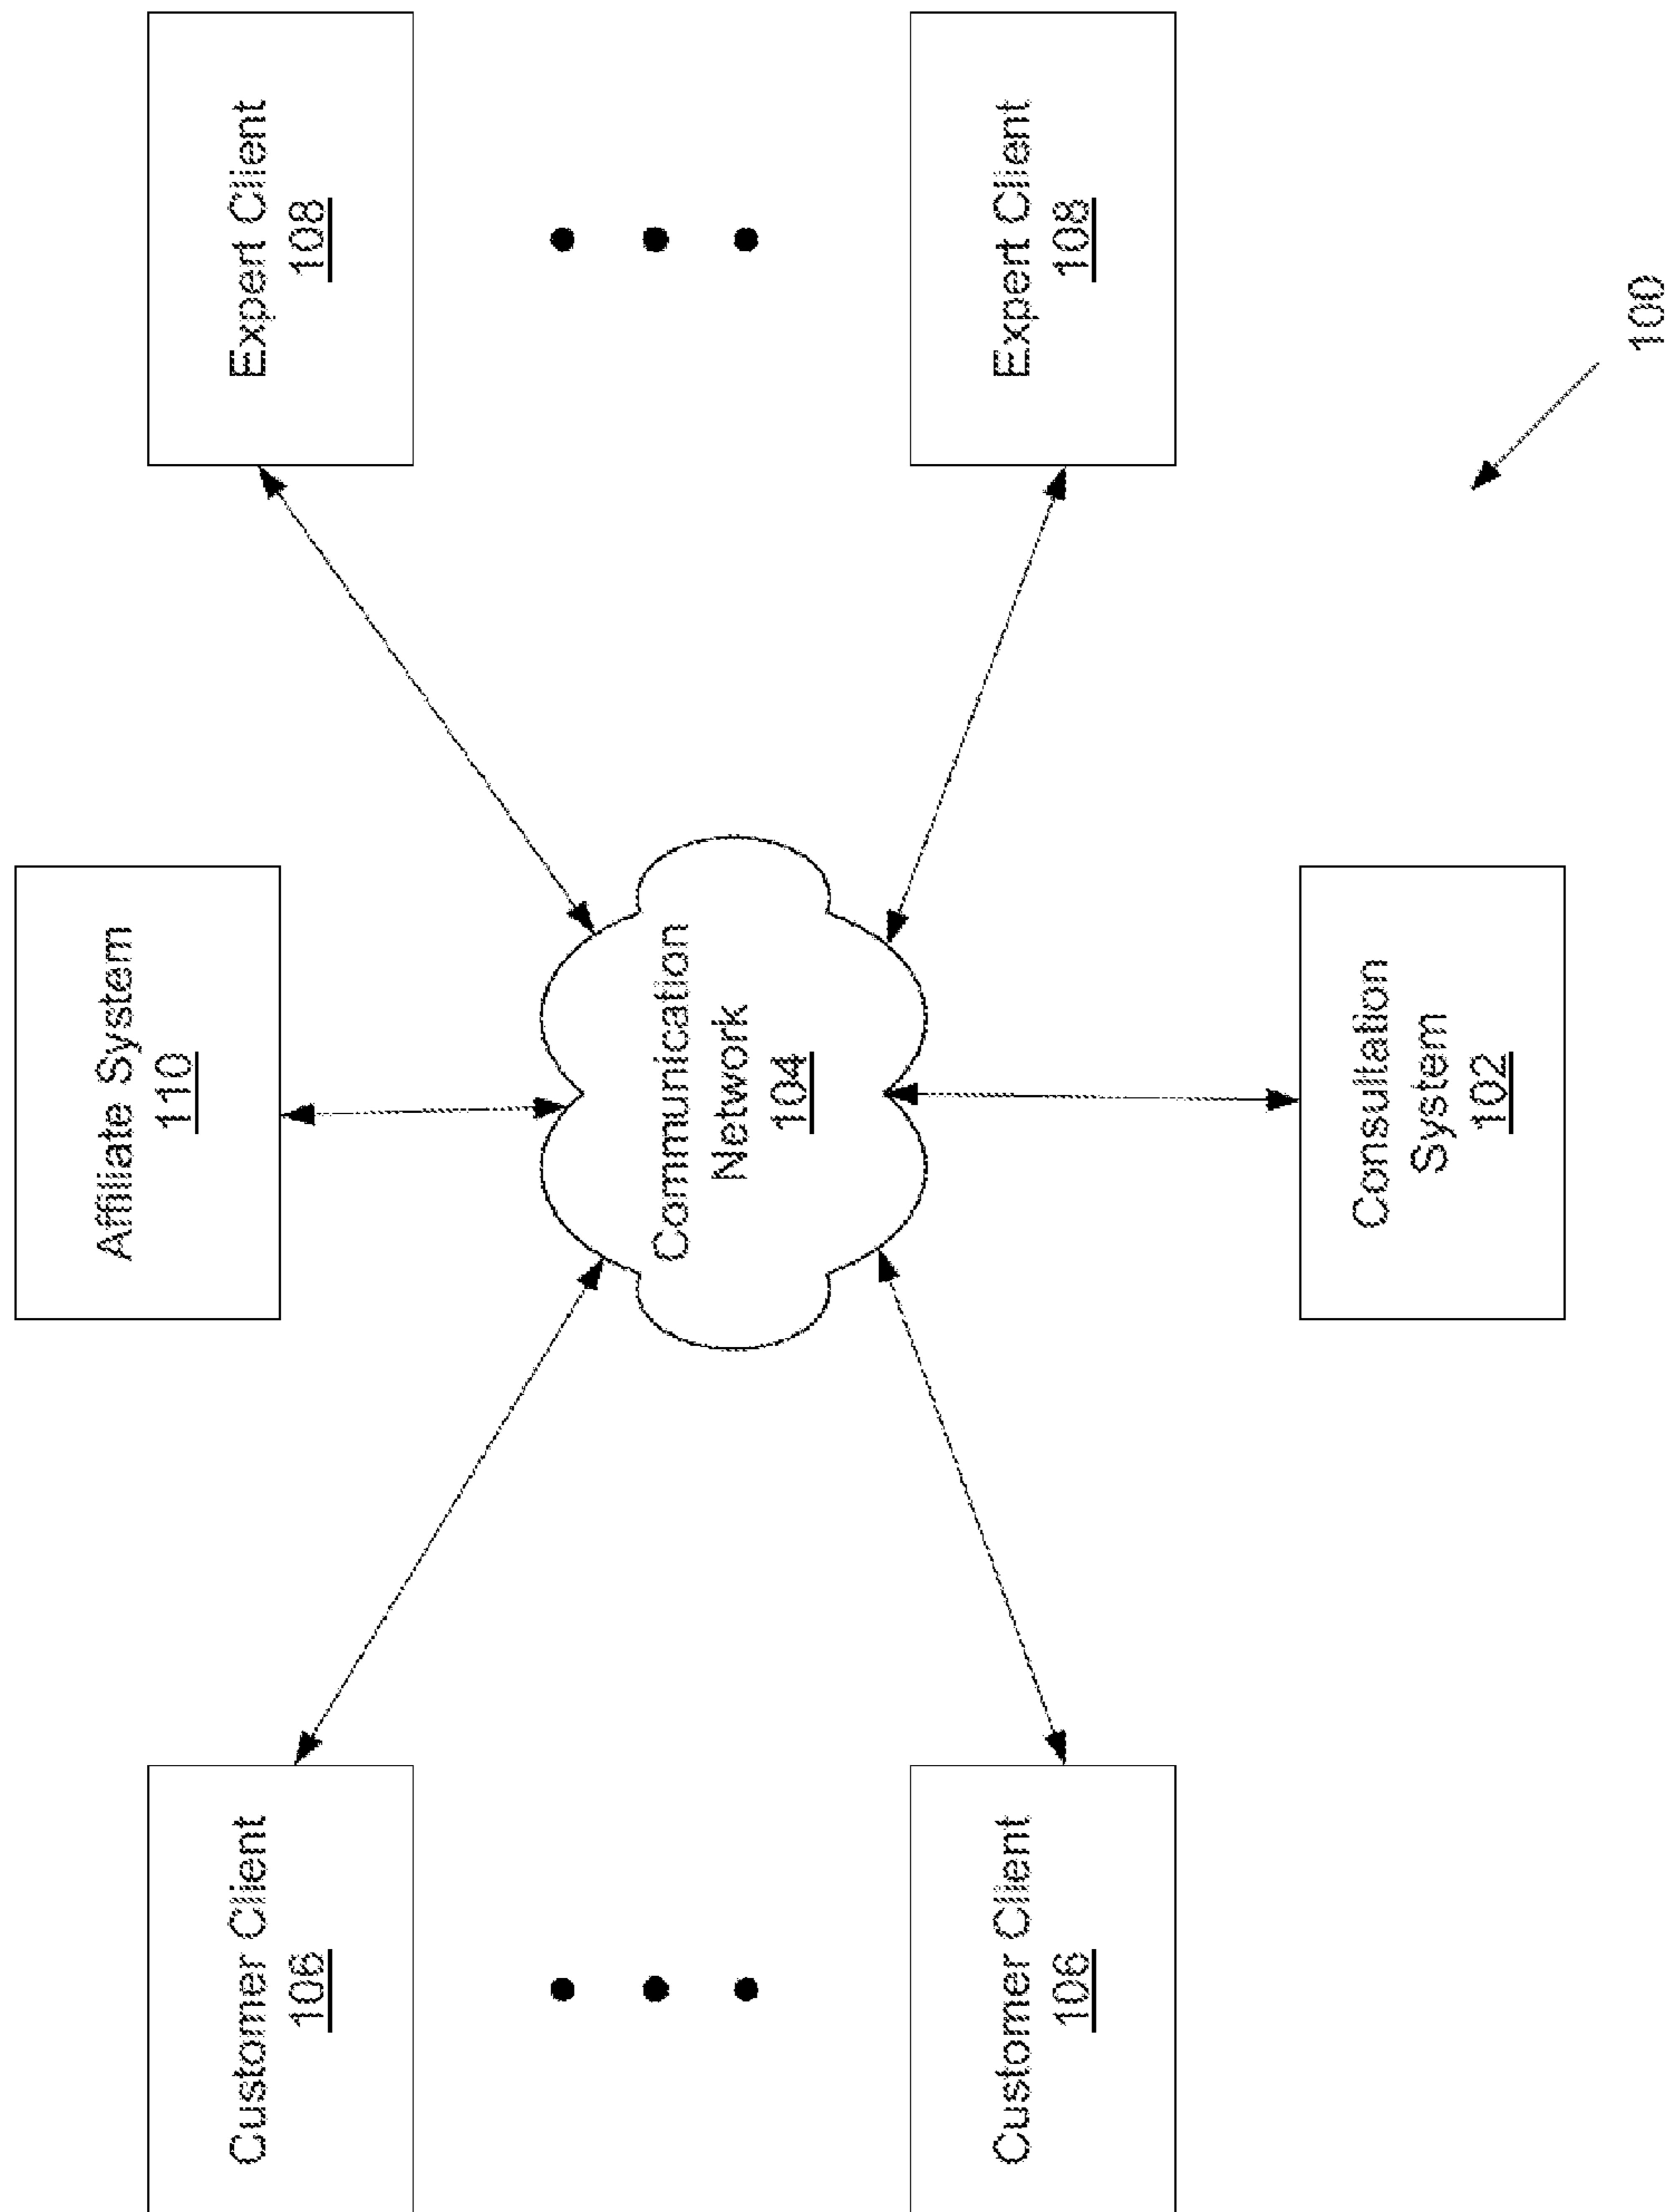 Affiliate System
110
Customer Client
106
Expert Client
108
Communication
Network
104
Customer Client
106
Expert Client
108
Consultation
System
102
100